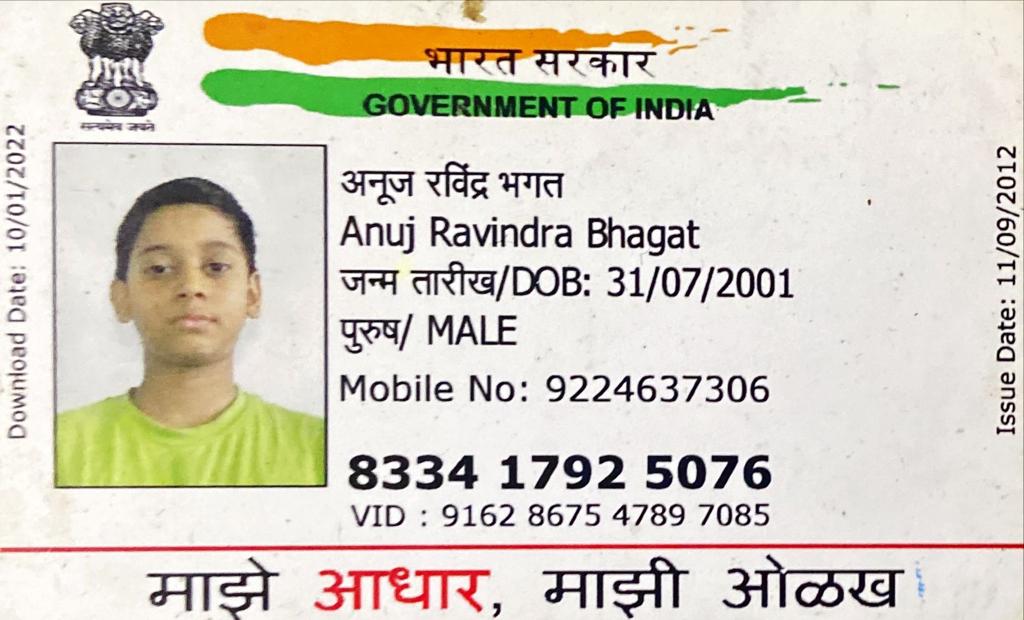 भारत सरकार
GOVERNMENT OF INDIA
सत्यमेव जयते
Download Date: 10/01/2022
Issue Date: 11/09/2012
अनूज रविंद्र भगत
Anuj Ravindra Bhagat
जन्म तारीख/DOB: 31/07/2001
पुरुष/ MALE
Mobile No: 9224637306
8334 1792 5076
VID : 9162 8675 4789 7085
माझे आधार, माझी ओळख